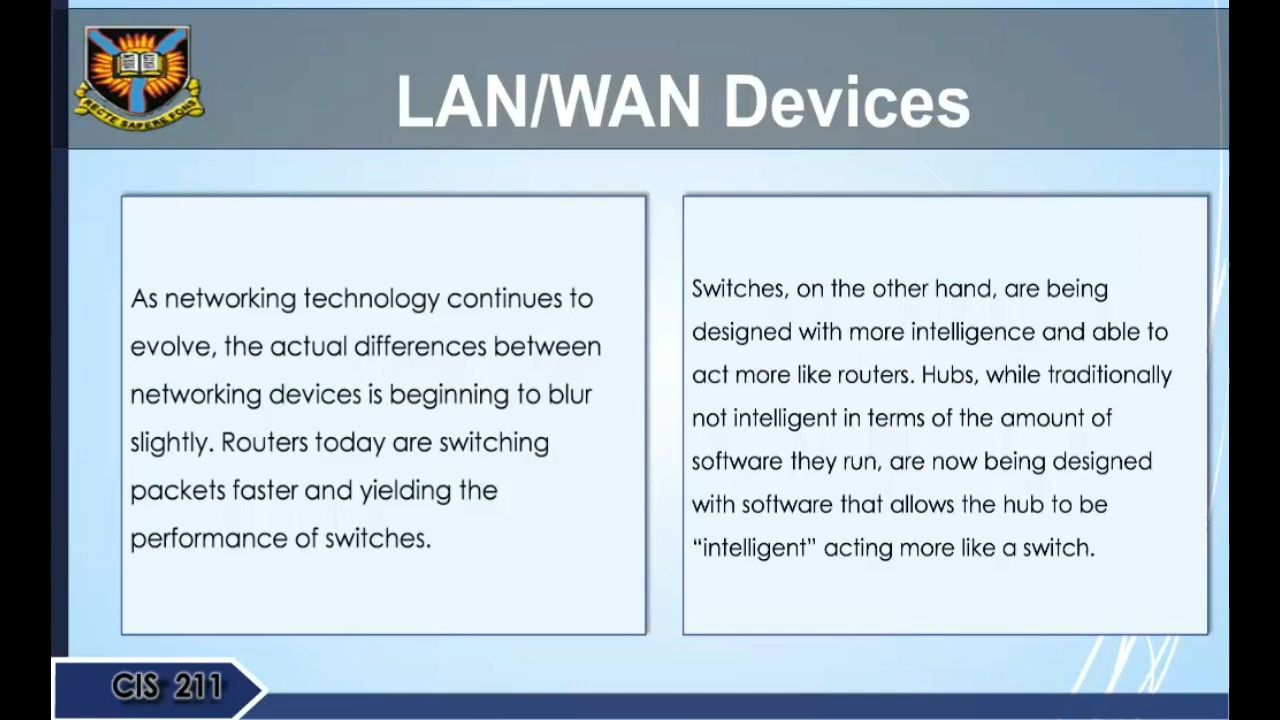 RECTE SAPERE FONS
LAN/WAN Devices
As networking technology continues to
evolve, the actual differences between
networking devices is beginning to blur
slightly. Routers today are switching
packets faster and yielding the
performance of switches.
Switches, on the other hand, are being
designed with more intelligence and able to
act more like routers. Hubs, while traditionally
not intelligent in terms of the amount of
software they run, are now being designed
with software that allows the hub to be
“intelligent” acting more like a switch.
CIS 211